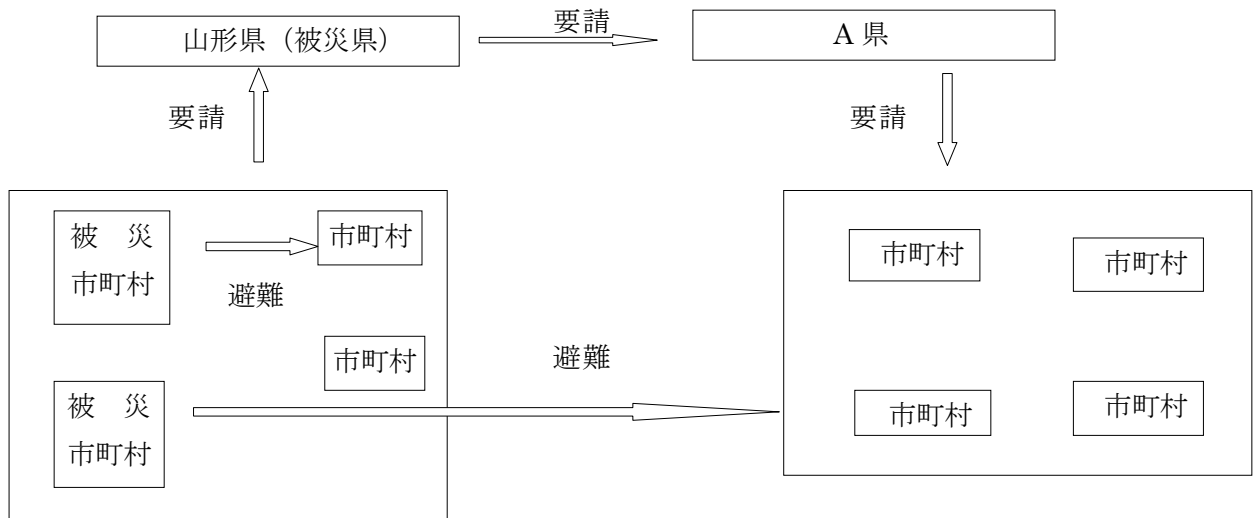 山形県（被災県）
要請
A 県
要請
要請
被　災
市町村
避難
市町村
市町村
被　災
市町村
避難
市町村
市町村
市町村
市町村